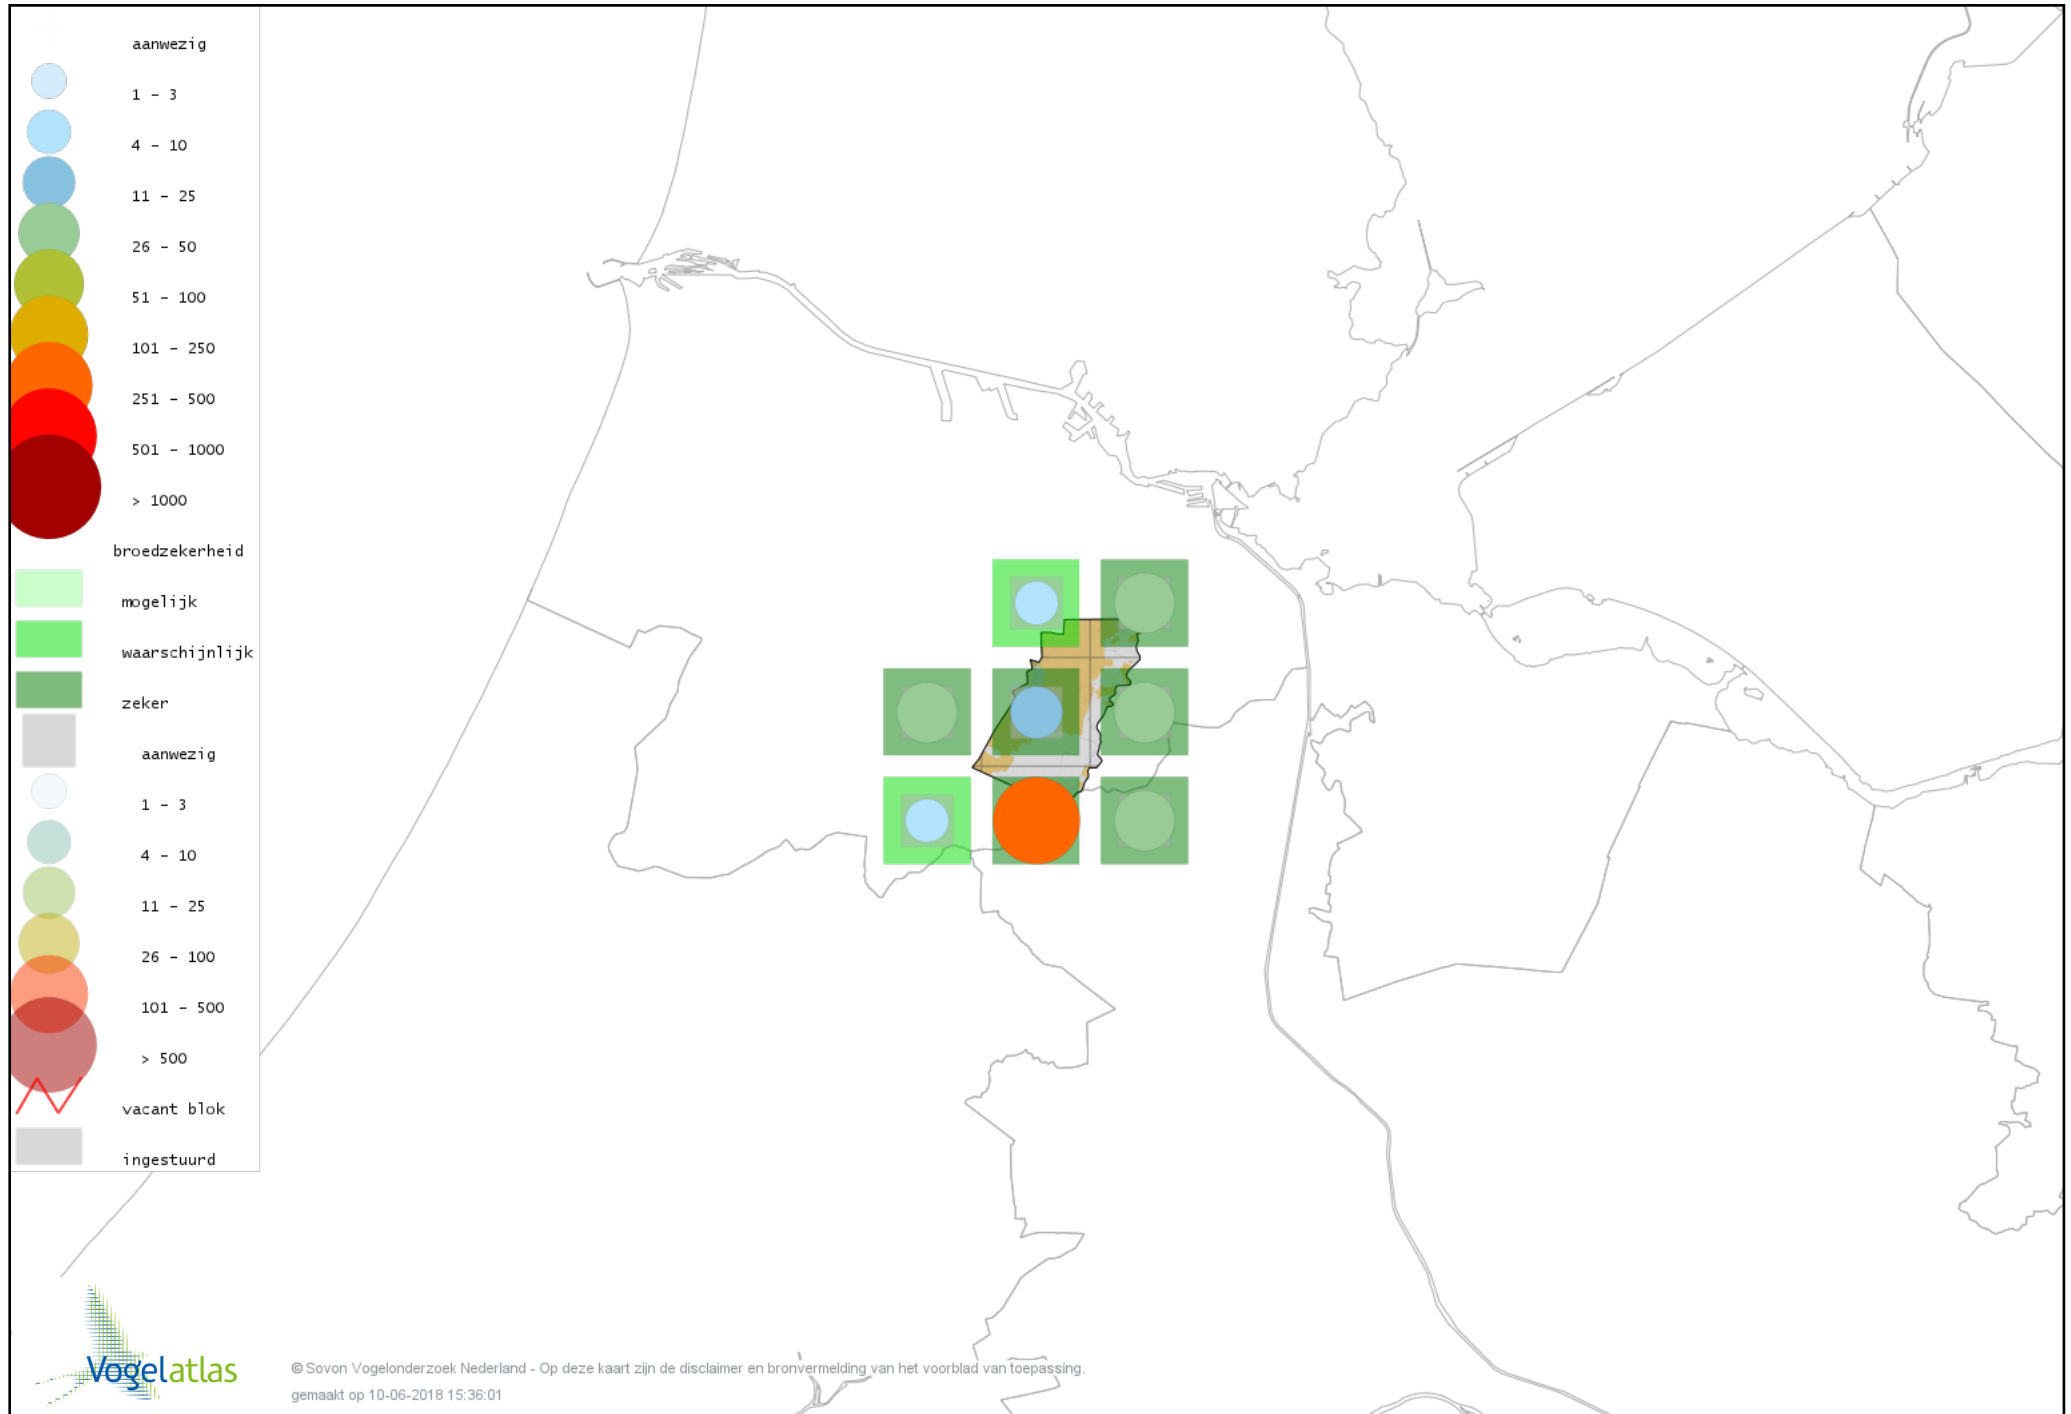 aanwezig
1 - 3
4 - 10
11 - 25
26 - 50
51 - 100
101 - 250
251 - 500
501 - 1000
> 1000
broedzekerheid
mogelijk
waarschijnlijk
zeker
aanwezig
1 - 3
4 - 10
11 - 25
26 - 100
101 - 500
> 500
vacant blok
ingestuurd
Vogelatlas
© Sovon Vogelonderzoek Nederland - Op deze kaart zijn de disclaimer en bronvermelding van het voorblad van toepassing.
gemaakt op 10-06-2018 15:36:01